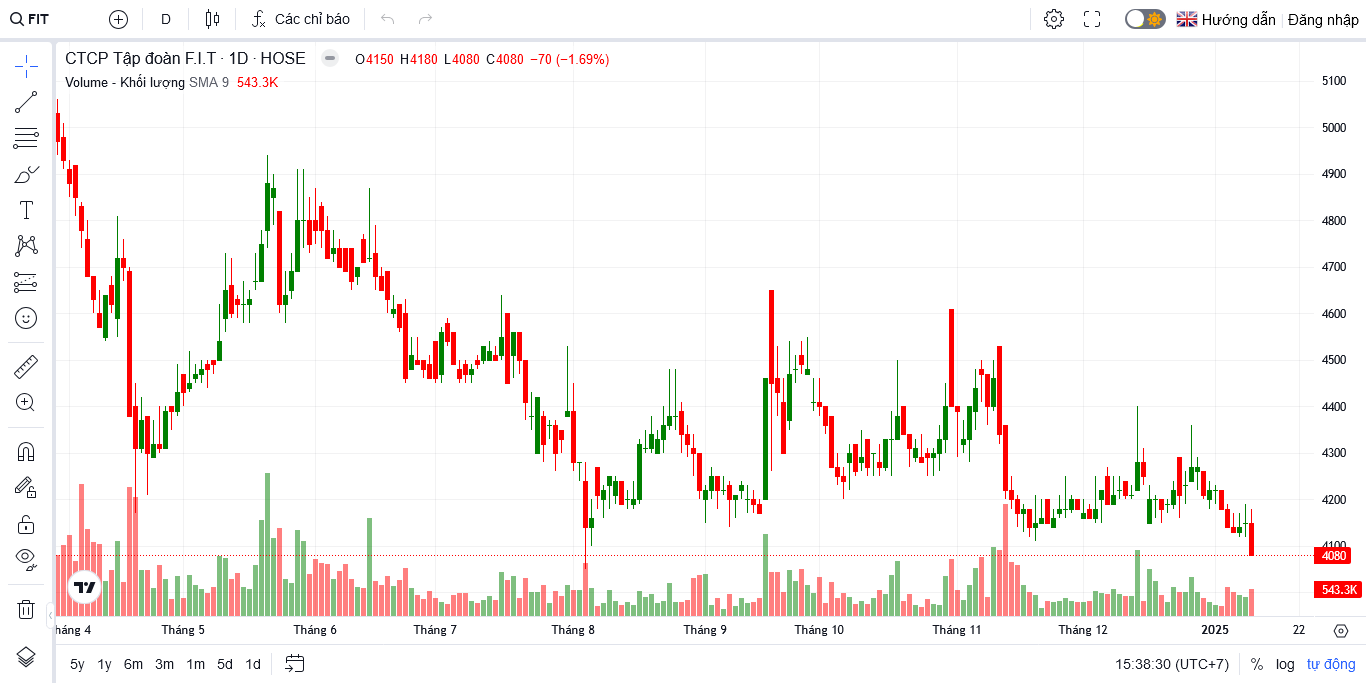 FIT D Các chỉ báo Hướng dẫn Đăng nhập
CTCP Tập đoàn F.I.T · 1D · HOSE O4150 H4180 L4080 C4080 −70 (−1.69%)
Volume - Khối lượng SMA 9 543.3K
5100
5000
4900
4800
4700
4600
4500
4400
4300
4200
4100
4080
543.3K
háng 4 Tháng 5 Tháng 6 Tháng 7 Tháng 8 Tháng 9 Tháng 10 Tháng 11 Tháng 12 2025 22
5y 1y 6m 3m 1m 5d 1d 15:38:30 (UTC+7) % log tự động